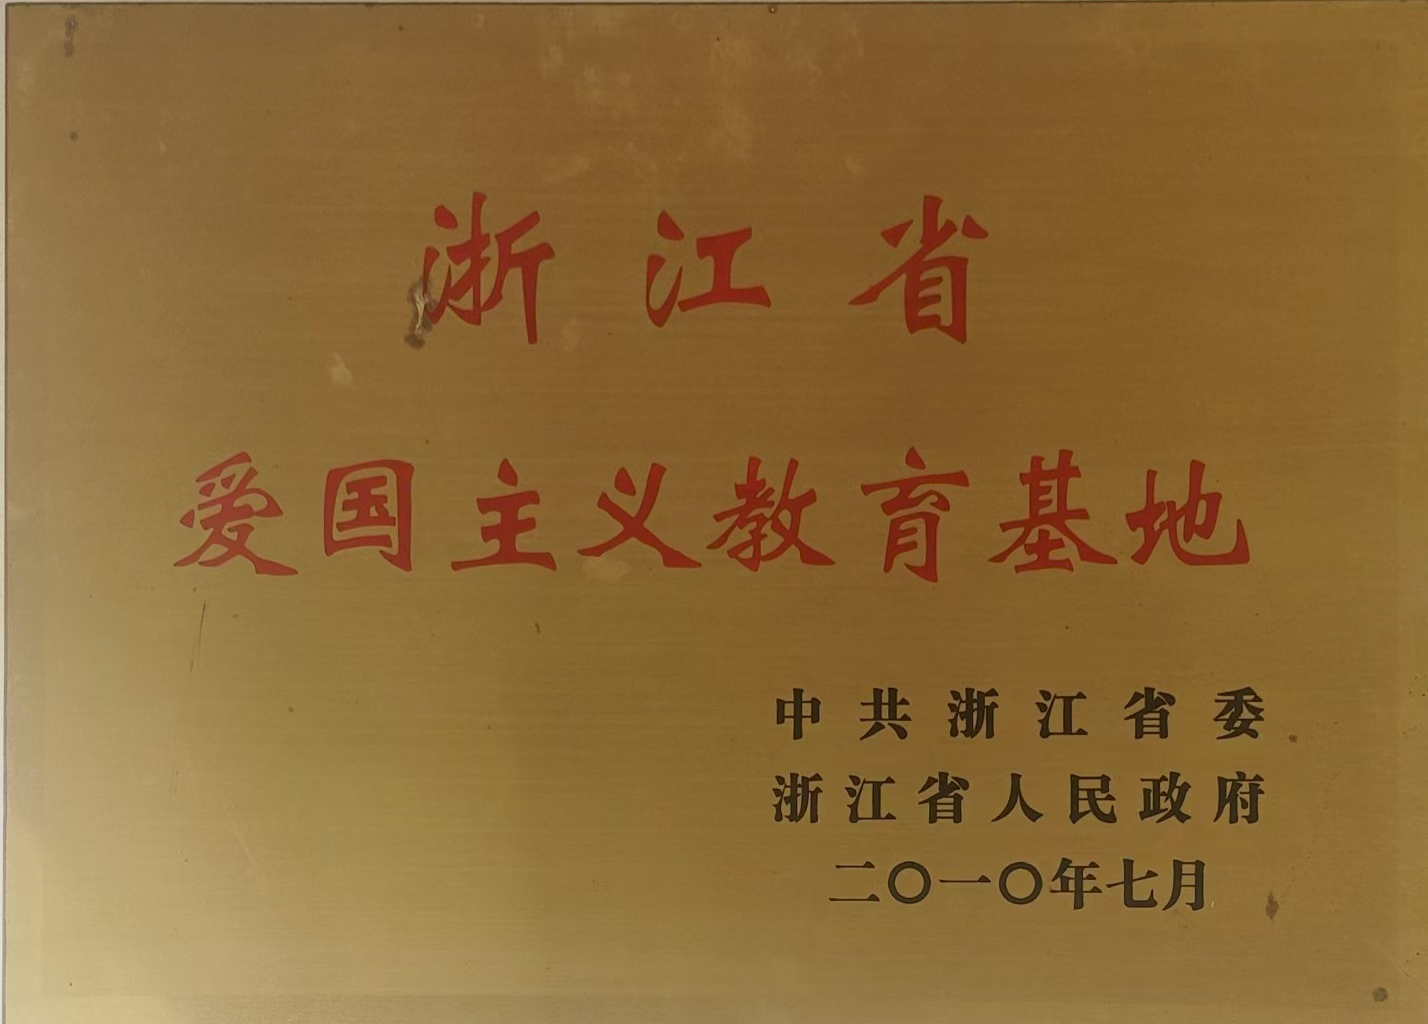 浙江省
爱国主义教育基地
中共浙江省委
浙江省人民政府
二〇一〇年七月